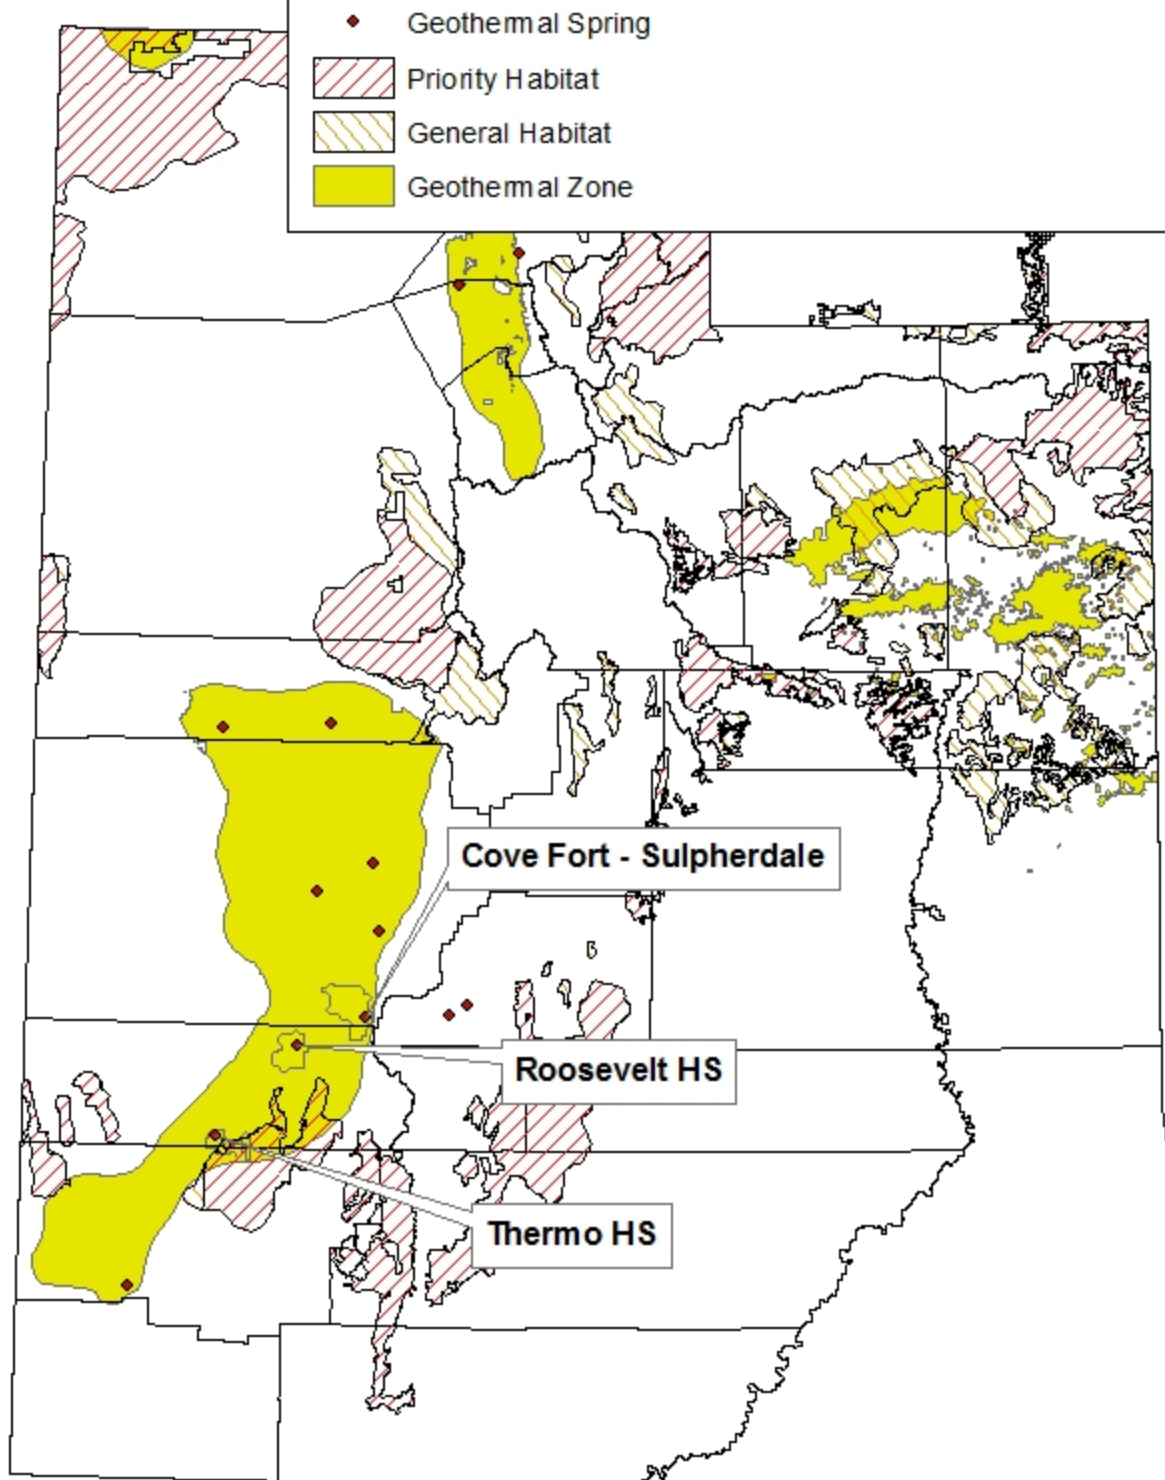 Geothermal Spring
Priority Habitat
General Habitat
Geothermal Zone
Cove Fort - Sulpherdale
Roosevelt HS
Thermo HS